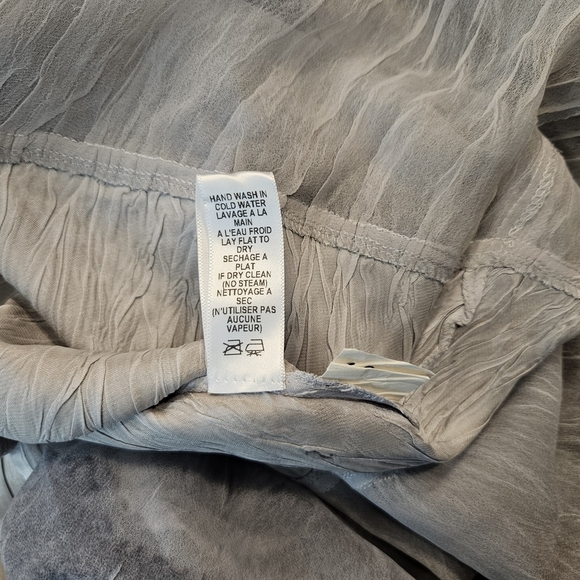 HAND WASH IN
COLD WATER
LAVAGE A LA
MAIN
A L'EAU FROID
LAY FLAT TO
DRY
SECHAGE A
PLAT
IF DRY CLEAN
(NO STEAM)
NETTOYAGE A
SEC
(N'UTILISER PAS
AUCUNE
VAPEUR)